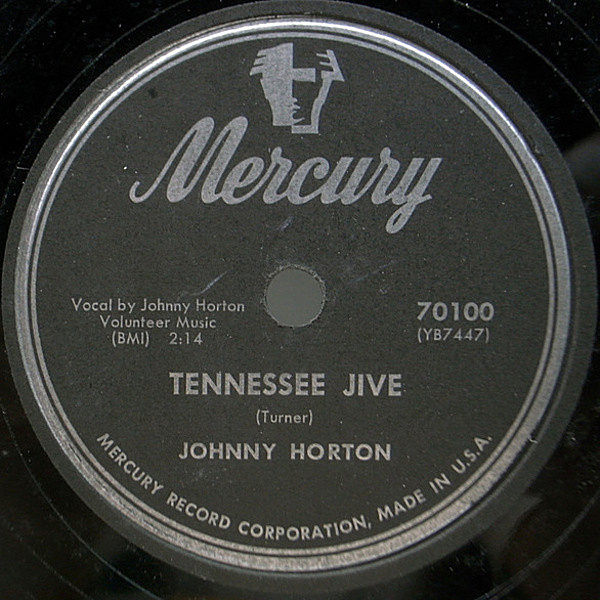 Mercury
Vocal by Johnny Horton
Volunteer Music
(BMI) 2:14
70100
(YB7447)
TENNESSEE JIVE
(Turner)
JOHNNY HORTON
MERCURY RECORD CORPORATION, MADE IN U.S.A.